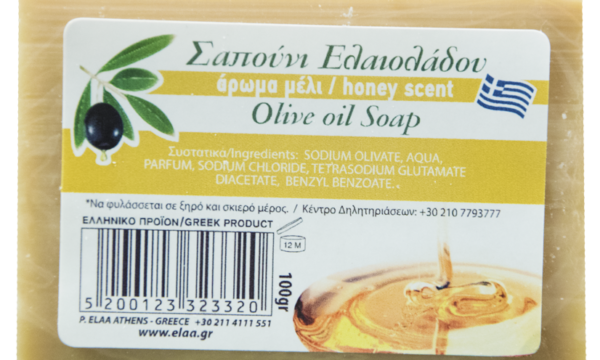 Σαπούνι Ελαιολάδου
άρωμα μέλι / honey scent
Olive oil Soap
Συστατικά/Ingredients: SODIUM OLIVATE, AQUA,
PARFUM, SODIUM CHLORIDE, TETRASODIUM GLUTAMATE
DIACETATE, BENZYL BENZOATE.
*Να φυλάσσεται σε ξηρό και σκιερό μέρος. / Κέντρο Δηλητηριάσεων: +30 210 7793777
ΕΛΛΗΝΙΚΟ ΠΡΟΪΟΝ/GREEK PRODUCT
12 M
100gr
5 200123 323320
P. ELAA ATHENS - GREECE +30 211 4111 551
www.elaa.gr